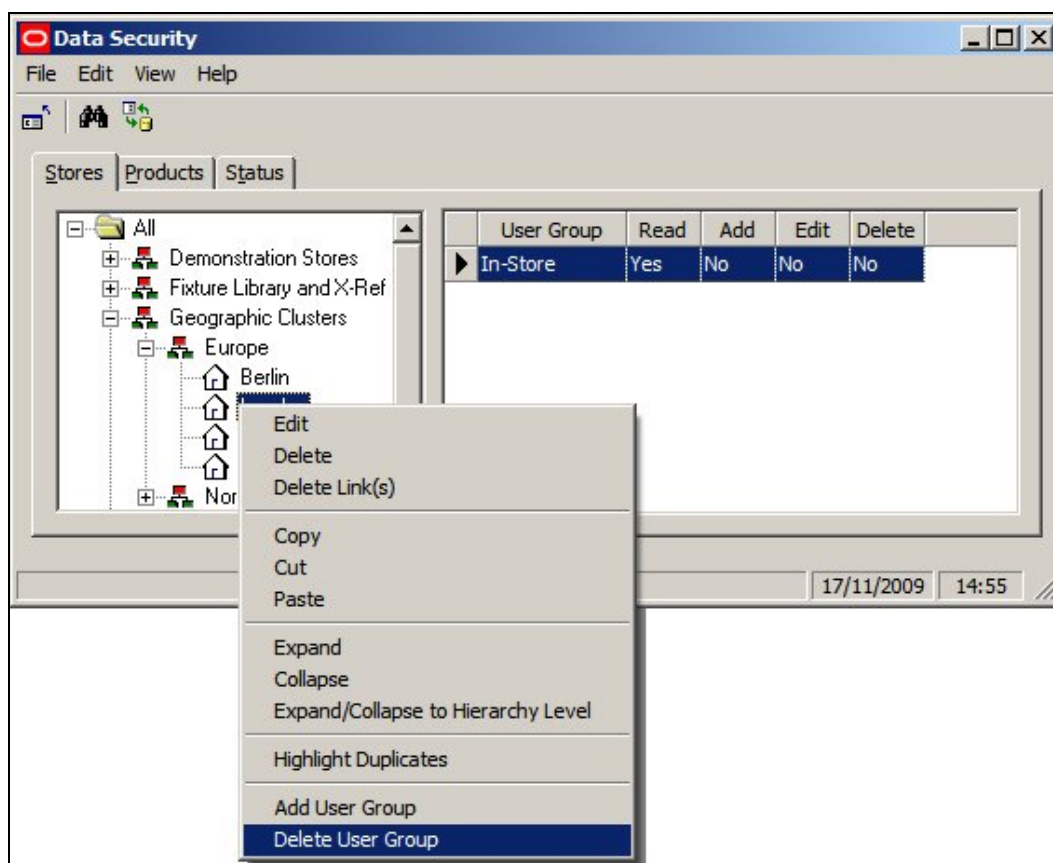 Data Security
File Edit View Help
Stores Products Status
All
Demonstration Stores
Fixture Library and X-Ref
Geographic Clusters
Europe
Berlin
Nor
User Group Read Add Edit Delete
In-Store Yes No No No
Edit
Delete
Delete Link(s)
Copy
Cut
Paste
Expand
Collapse
Expand/Collapse to Hierarchy Level
Highlight Duplicates
Add User Group
Delete User Group
17/11/2009 14:55